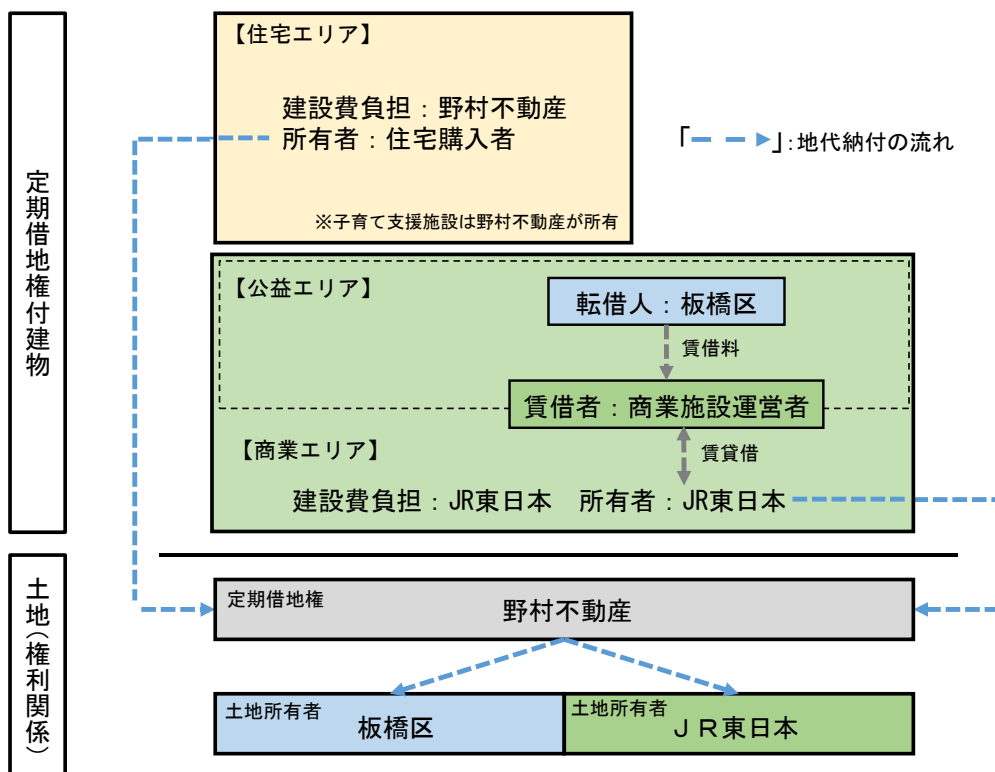 定期借地権付建物
【住宅エリア】
建設費負担：野村不動産
所有者：住宅購入者
※子育て支援施設は野村不動産が所有
「 」：地代納付の流れ
【公益エリア】
転借人：板橋区
賃借料
賃借者：商業施設運営者
【商業エリア】
賃貸借
建設費負担：JR東日本　所有者：JR東日本
土地（権利関係）
定期借地権
野村不動産
土地所有者
板橋区
土地所有者
ＪＲ東日本